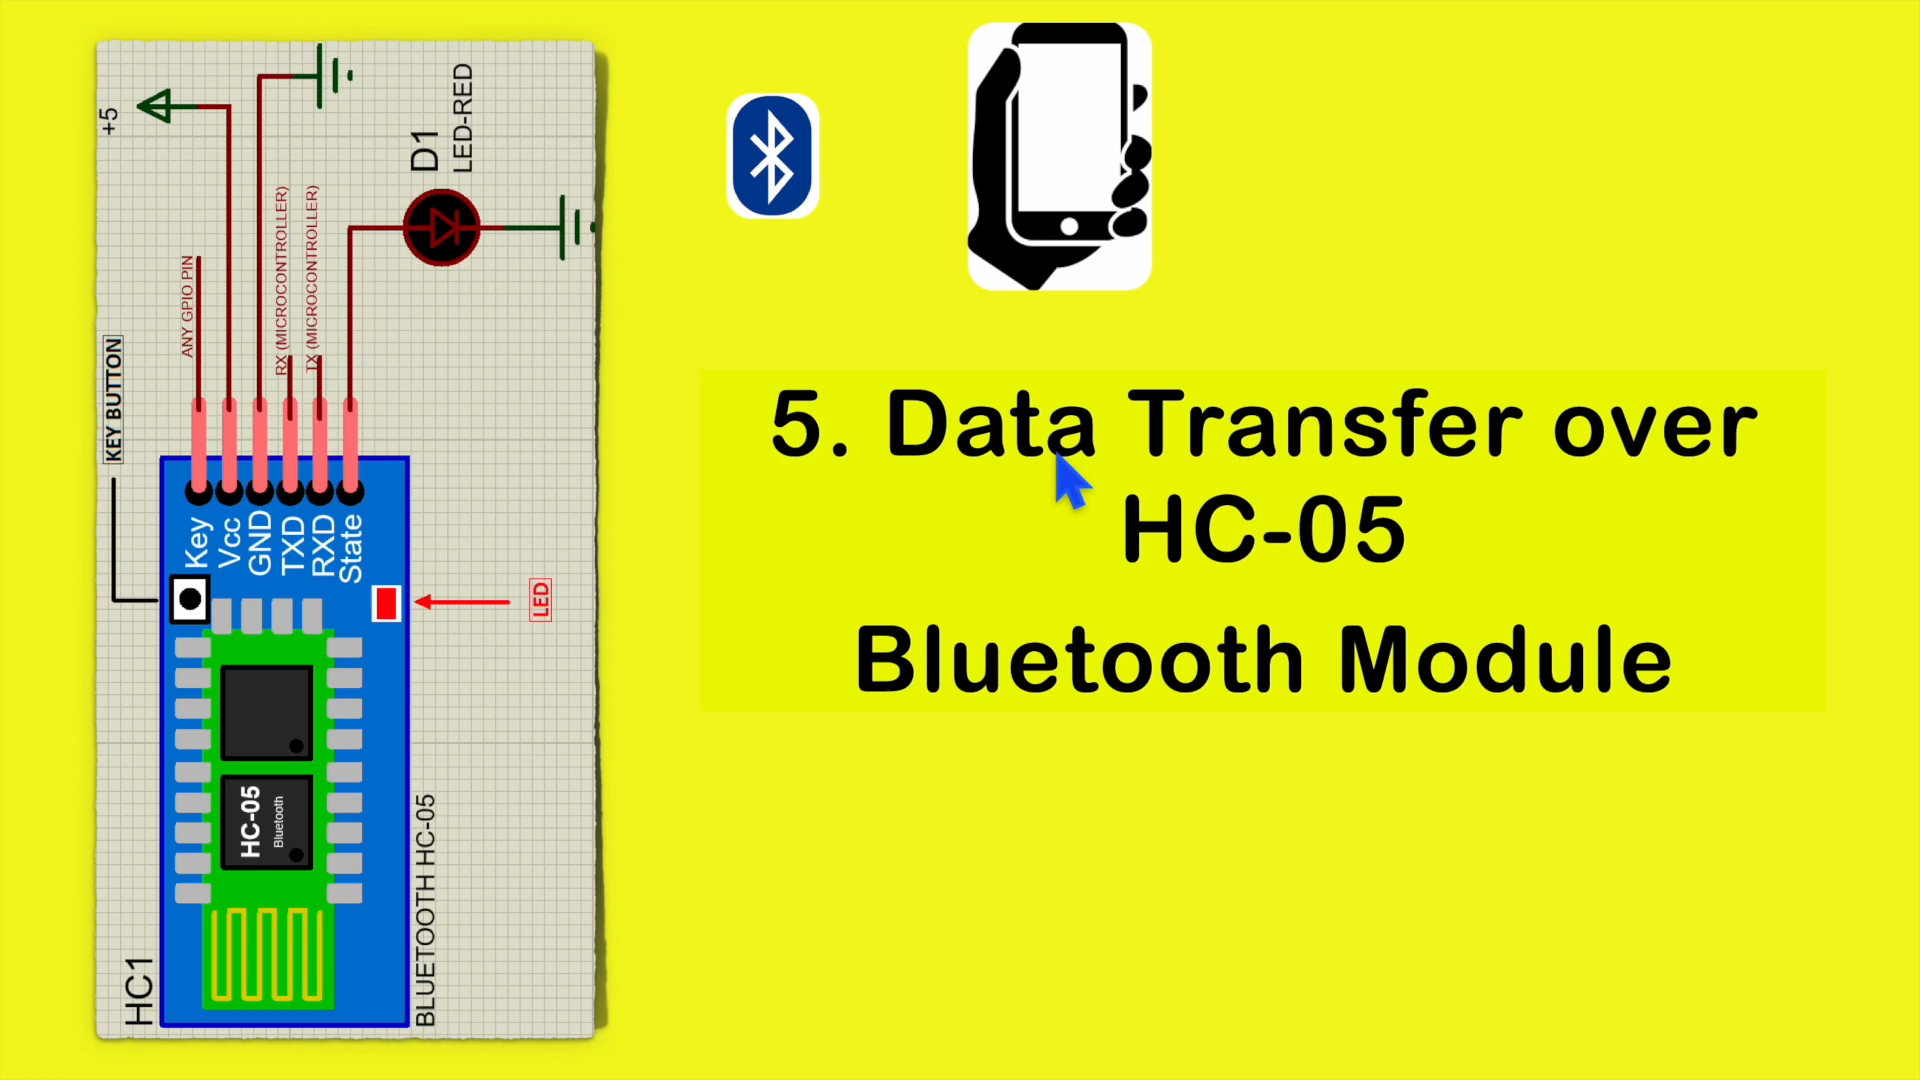 +5
D1
LED-RED
ANY GPIO PIN
RX (MICROCONTROLLER)
TX (MICROCONTROLLER)
KEY BUTTON
Key
Vcc
GND
TXD
RXD
State
LED
HC-05
Bluetooth
HC1
BLUETOOTH HC-05
5. Data Transfer over
HC-05
Bluetooth Module